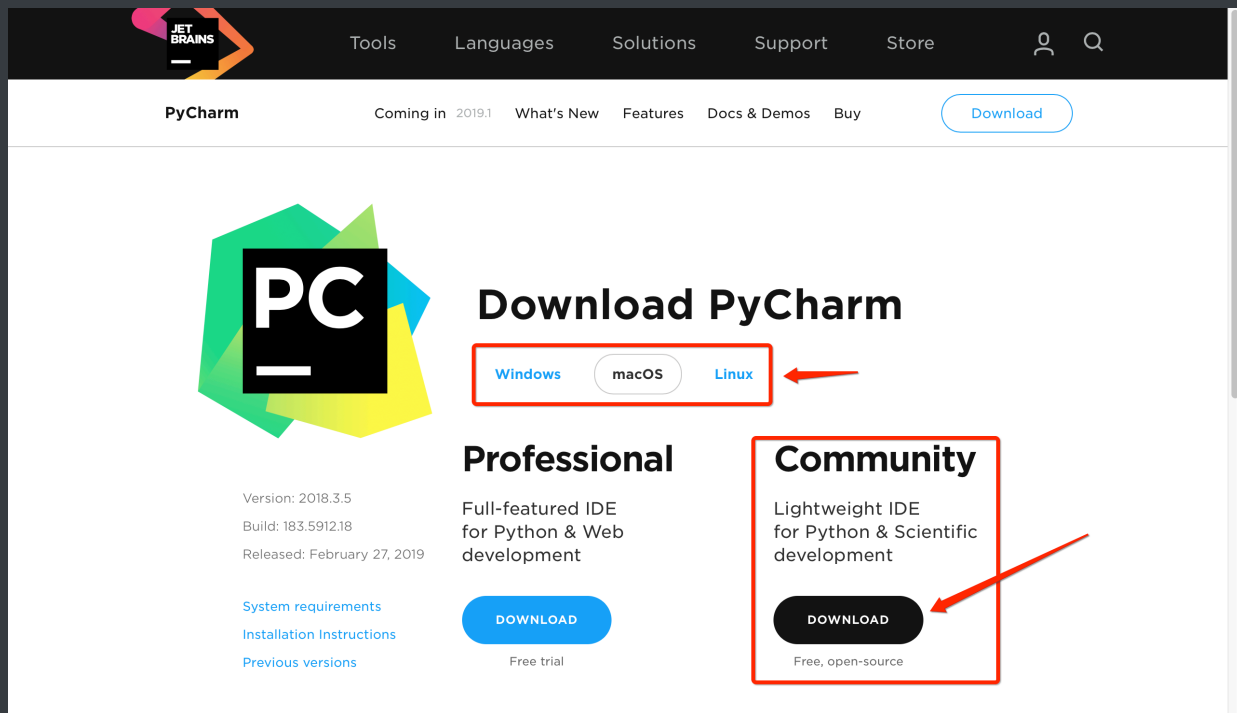 JET
BRAINS
Tools Languages Solutions Support Store
PyCharm Coming in 2019.1 What's New Features Docs & Demos Buy Download
PC
Download PyCharm
Windows macOS Linux
Professional
Full-featured IDE
for Python & Web
development
DOWNLOAD
Free trial
Community
Lightweight IDE
for Python & Scientific
development
DOWNLOAD
Free, open-source
Version: 2018.3.5
Build: 183.5912.18
Released: February 27, 2019
System requirements
Installation Instructions
Previous versions